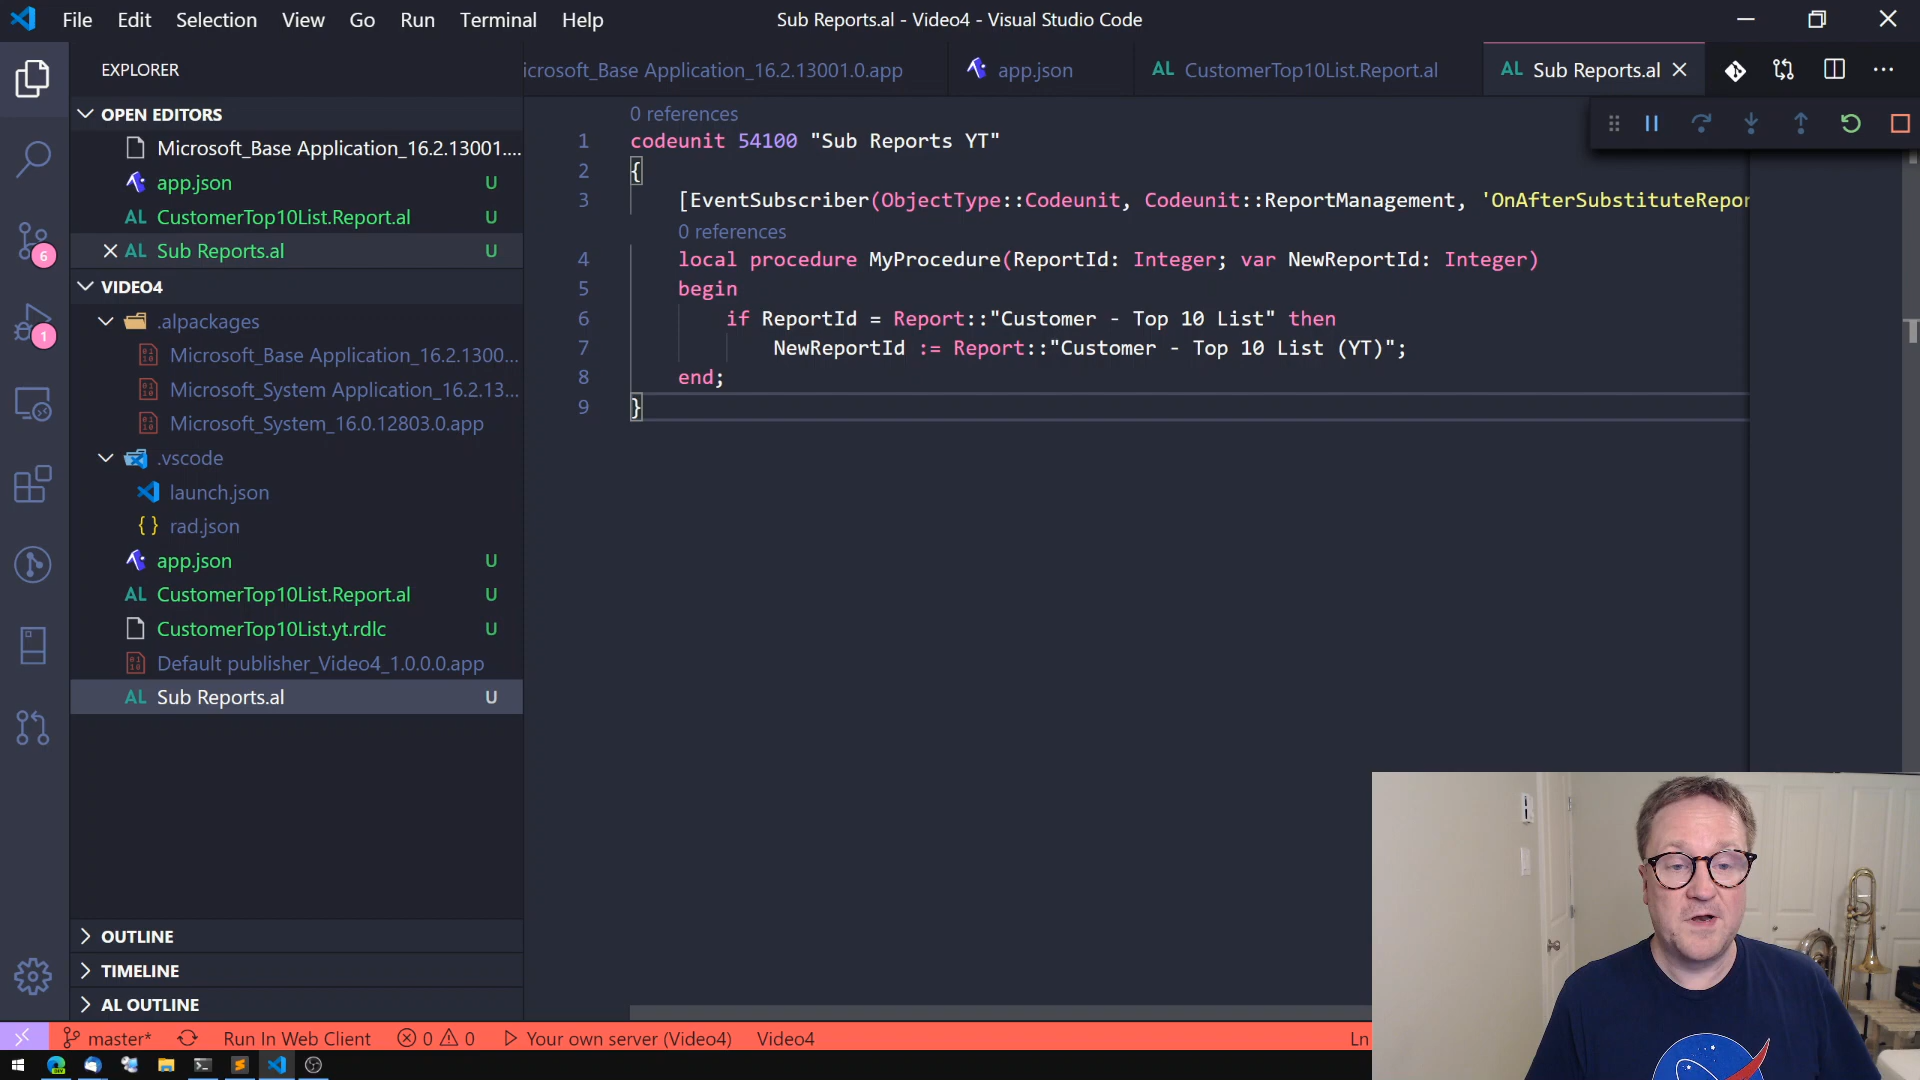 File Edit Selection View Go Run Terminal Help
Sub Reports.al - Video4 - Visual Studio Code
EXPLORER
icrosoft_Base Application_16.2.13001.0.app
app.json
AL CustomerTop10List.Report.al
AL Sub Reports.al
OPEN EDITORS
Microsoft_Base Application_16.2.13001....
app.json U
AL CustomerTop10List.Report.al U
AL Sub Reports.al U
VIDEO4
.alpackages
Microsoft_Base Application_16.2.1300...
Microsoft_System Application_16.2.13...
Microsoft_System_16.0.12803.0.app
.vscode
launch.json
{ } rad.json
app.json U
AL CustomerTop10List.Report.al U
CustomerTop10List.yt.rdlc U
Default publisher_Video4_1.0.0.0.app
AL Sub Reports.al U
OUTLINE
TIMELINE
AL OUTLINE
6
1
0 references
1 codeunit 54100 "Sub Reports YT"
2 {
3 [EventSubscriber(ObjectType::Codeunit, Codeunit::ReportManagement, 'OnAfterSubstituteRepor
0 references
4 local procedure MyProcedure(ReportId: Integer; var NewReportId: Integer)
5 begin
6 if ReportId = Report::"Customer - Top 10 List" then
7 NewReportId := Report::"Customer - Top 10 List (YT)";
8 end;
9 }
master* Run In Web Client 0 0 Your own server (Video4) Video4 Ln